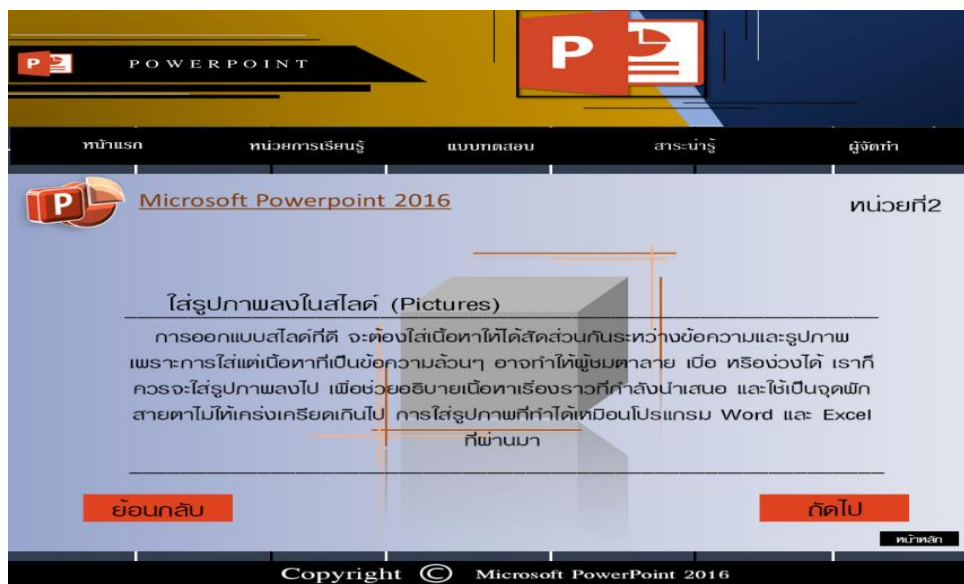 POWERPOINT
หน้าแรก หน่วยการเรียนรู้ แบบทดสอบ สาระน่ารู้ ผู้จัดทำ
Microsoft Powerpoint 2016
หน่วยที่2
ใส่รูปภาพลงในสไลด์ (Pictures)
การออกแบบสไลด์ที่ดี จะต้องใส่เนื้อหาให้ได้สัดส่วนกันระหว่างข้อความและรูปภาพ
เพราะการใส่แต่เนื้อหาที่เป็นข้อความล้วนๆ อาจทำให้ผู้ชมตาลาย เบื่อ หรือง่วงได้ เราก็
ควรจะใส่รูปภาพลงไป เพื่อช่วยอธิบายเนื้อหาเรื่องราวที่กำลังนำเสนอ และใช้เป็นจุดพัก
สายตาไม่ให้เคร่งเครียดเกินไป การใส่รูปภาพก็ทำได้เหมือนโปรแกรม Word และ Excel
ที่ผ่านมา
ย้อนกลับ
ถัดไป
หน้าหลัก
Copyright © Microsoft PowerPoint 2016